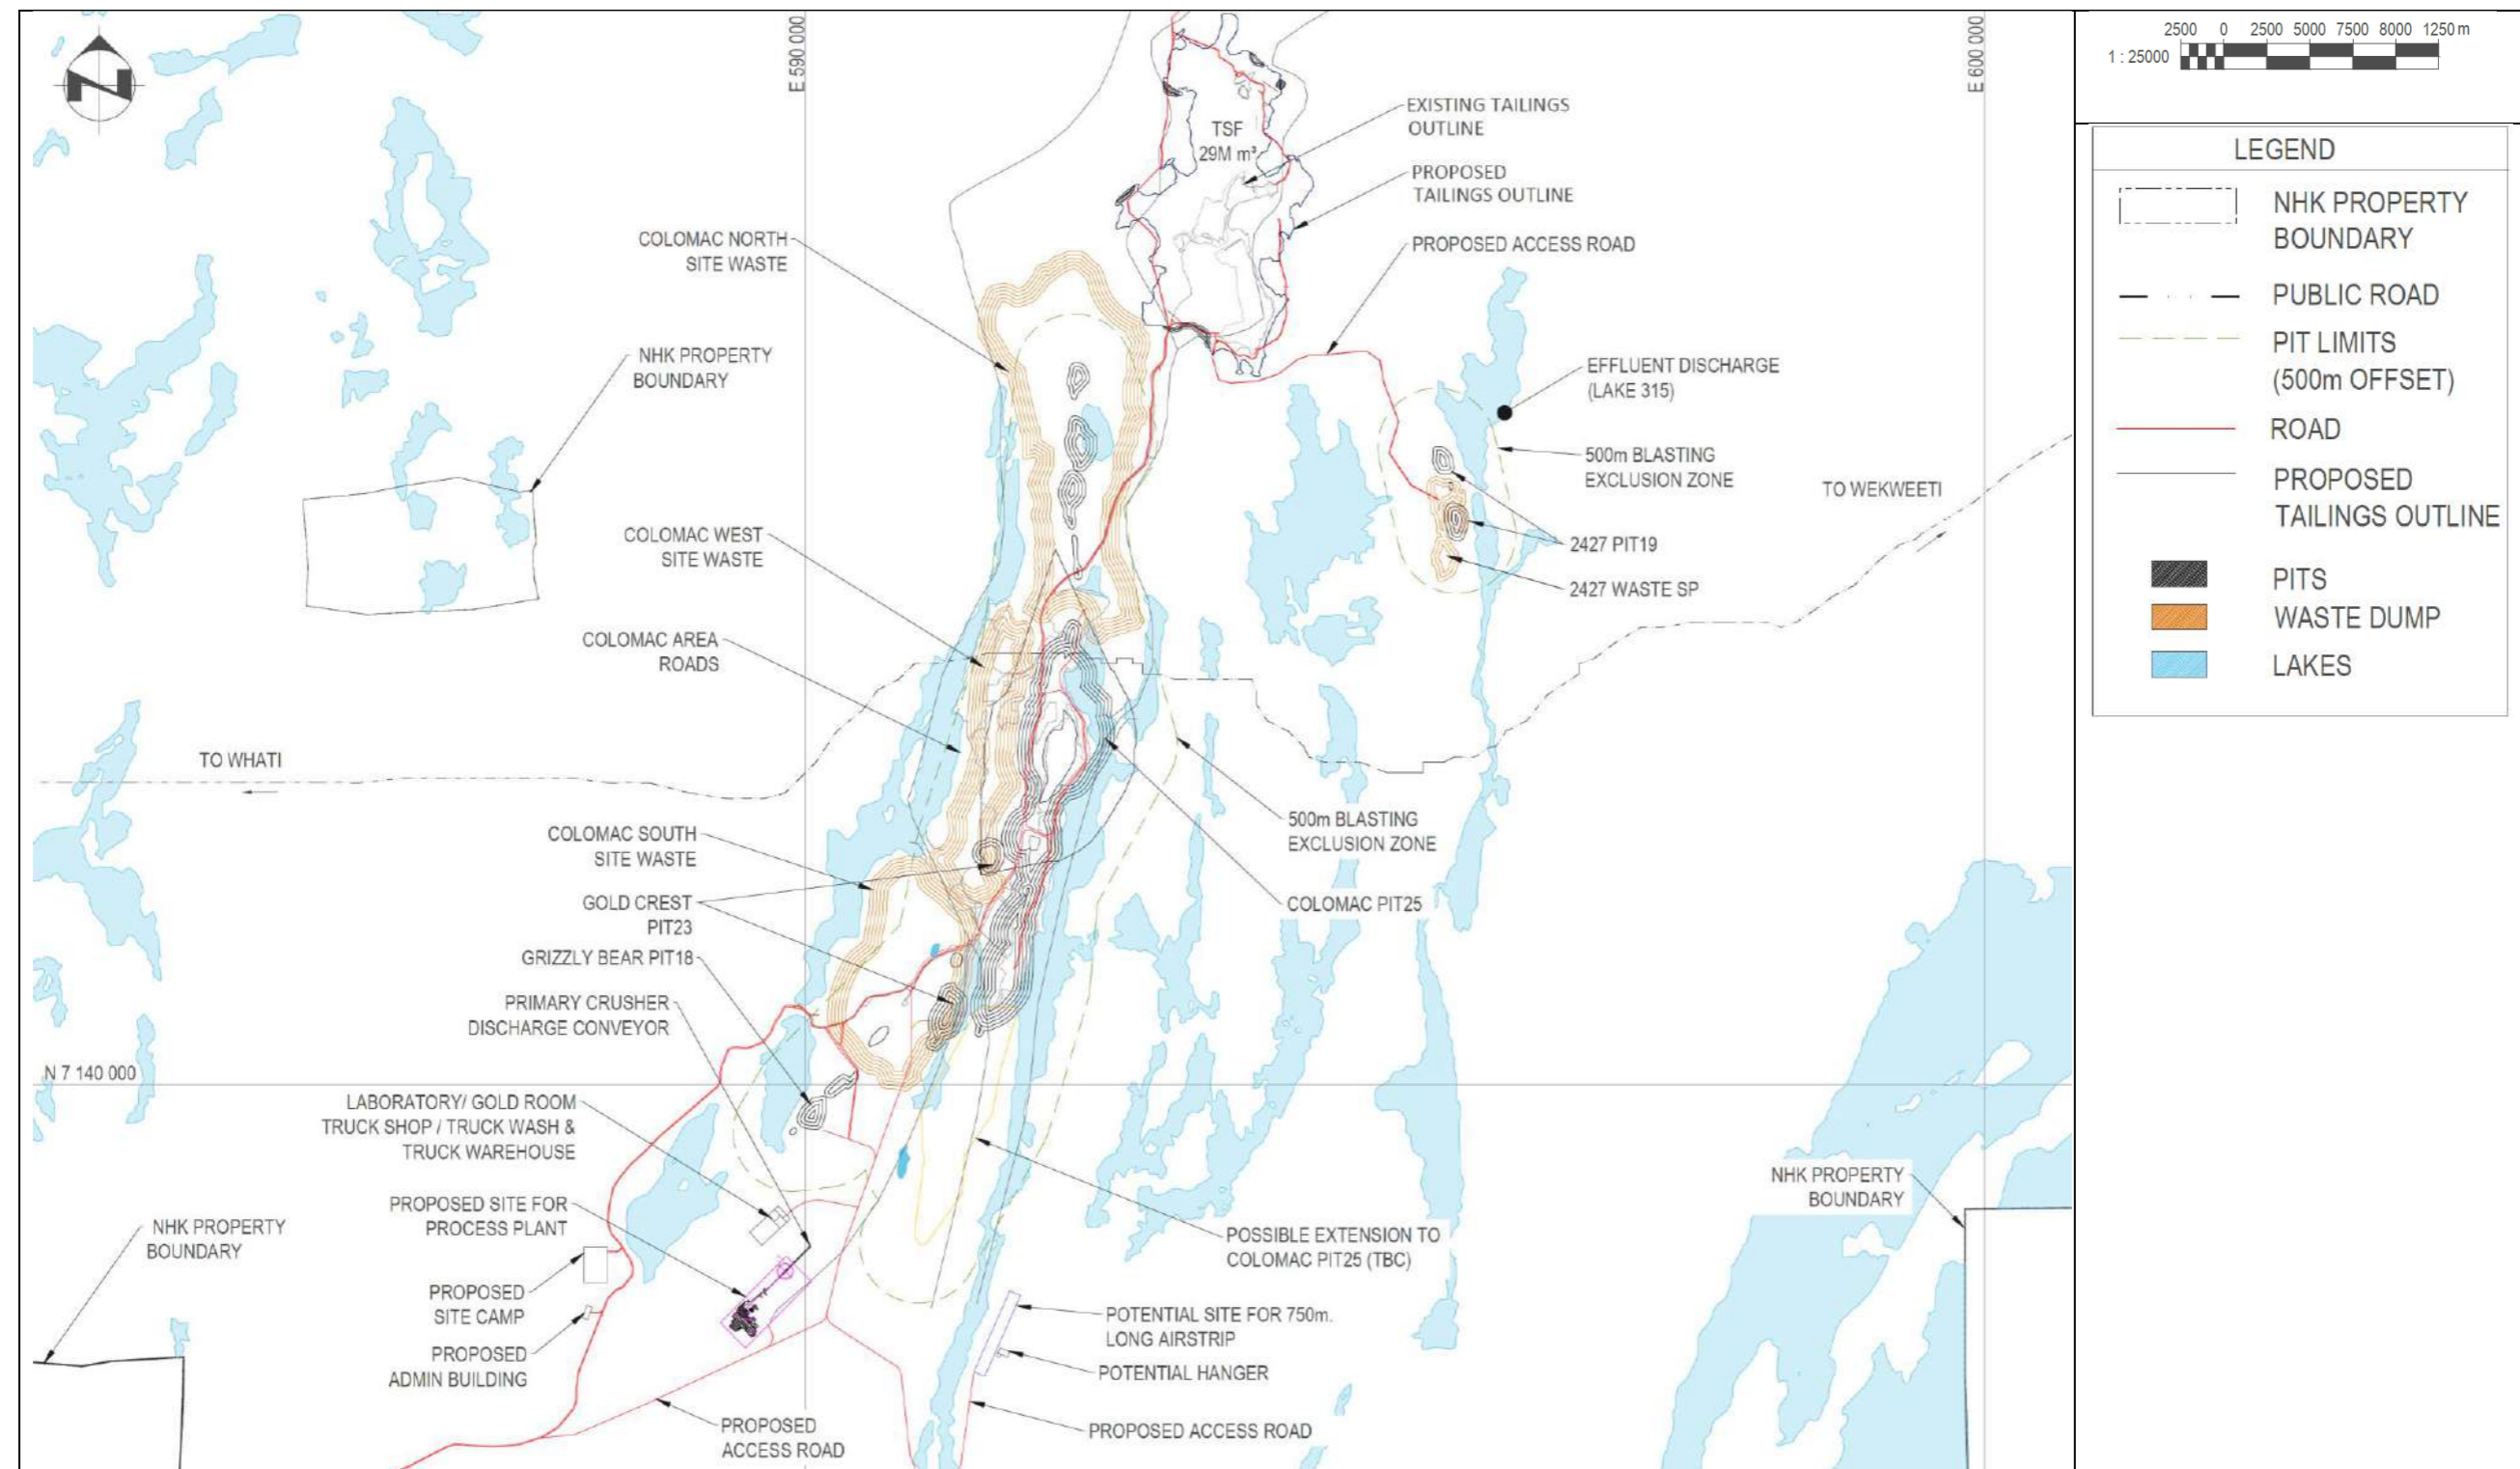 E 590 000
E 600 000
2500 0 2500 5000 7500 8000 1250 m
1 : 25000
LEGEND
NHK PROPERTY
BOUNDARY
PUBLIC ROAD
PIT LIMITS
(500m OFFSET)
ROAD
PROPOSED
TAILINGS OUTLINE
PITS
WASTE DUMP
LAKES
N
TSF
29M m³
EXISTING TAILINGS
OUTLINE
PROPOSED
TAILINGS OUTLINE
PROPOSED ACCESS ROAD
COLOMAC NORTH
SITE WASTE
NHK PROPERTY
BOUNDARY
EFFLUENT DISCHARGE
(LAKE 315)
500m BLASTING
EXCLUSION ZONE
TO WEKWEETI
2427 PIT19
2427 WASTE SP
COLOMAC WEST
SITE WASTE
COLOMAC AREA
ROADS
TO WHATI
COLOMAC SOUTH
SITE WASTE
500m BLASTING
EXCLUSION ZONE
GOLD CREST
PIT23
COLOMAC PIT25
GRIZZLY BEAR PIT18
PRIMARY CRUSHER
DISCHARGE CONVEYOR
N 7 140 000
LABORATORY/ GOLD ROOM
TRUCK SHOP / TRUCK WASH &
TRUCK WAREHOUSE
PROPOSED SITE FOR
PROCESS PLANT
NHK PROPERTY
BOUNDARY
NHK PROPERTY
BOUNDARY
POSSIBLE EXTENSION TO
COLOMAC PIT25 (TBC)
PROPOSED
SITE CAMP
POTENTIAL SITE FOR 750m.
LONG AIRSTRIP
PROPOSED
ADMIN BUILDING
POTENTIAL HANGER
PROPOSED
ACCESS ROAD
PROPOSED ACCESS ROAD